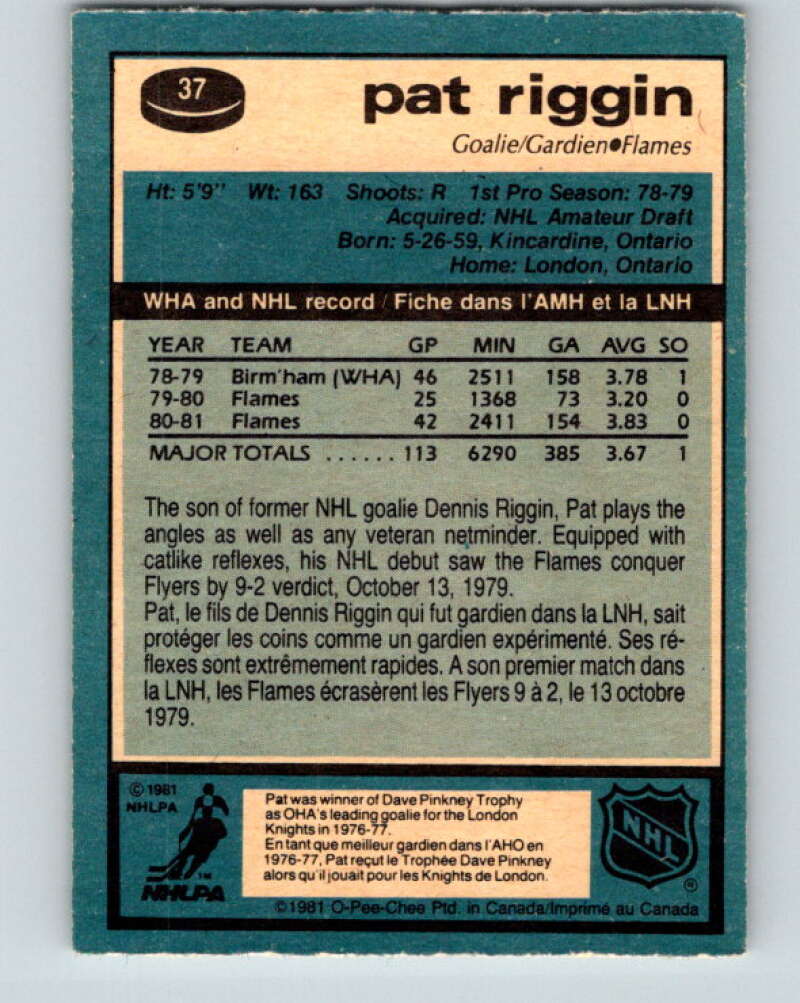 37
pat riggin
Goalie/Gardien●Flames
Ht: 5'9" Wt: 163 Shoots: R 1st Pro Season: 78-79
Acquired: NHL Amateur Draft
Born: 5-26-59, Kincardine, Ontario
Home: London, Ontario
WHA and NHL record / Fiche dans l'AMH et la LNH
YEAR TEAM GP MIN GA AVG SO
78-79 Birm'ham (WHA) 46 2511 158 3.78 1
79-80 Flames 25 1368 73 3.20 0
80-81 Flames 42 2411 154 3.83 0
MAJOR TOTALS ...... 113 6290 385 3.67 1
The son of former NHL goalie Dennis Riggin, Pat plays the
angles as well as any veteran netminder. Equipped with
catlike reflexes, his NHL debut saw the Flames conquer
Flyers by 9-2 verdict, October 13, 1979.
Pat, le fils de Dennis Riggin qui fut gardien dans la LNH, sait
protéger les coins comme un gardien expérimenté. Ses ré-
flexes sont extrêmement rapides. A son premier match dans
la LNH, les Flames écrasèrent les Flyers 9 à 2, le 13 octobre
1979.
© 1981
NHLPA
NHLPA
™
Pat was winner of Dave Pinkney Trophy
as OHA's leading goalie for the London
Knights in 1976-77.
En tant que meilleur gardien dans l'AHO en
1976-77, Pat reçut le Trophée Dave Pinkney
alors qu'il jouait pour les Knights de London.
NHL
®
©1981 O-Pee-Chee Ptd. in Canada/Imprimé au Canada